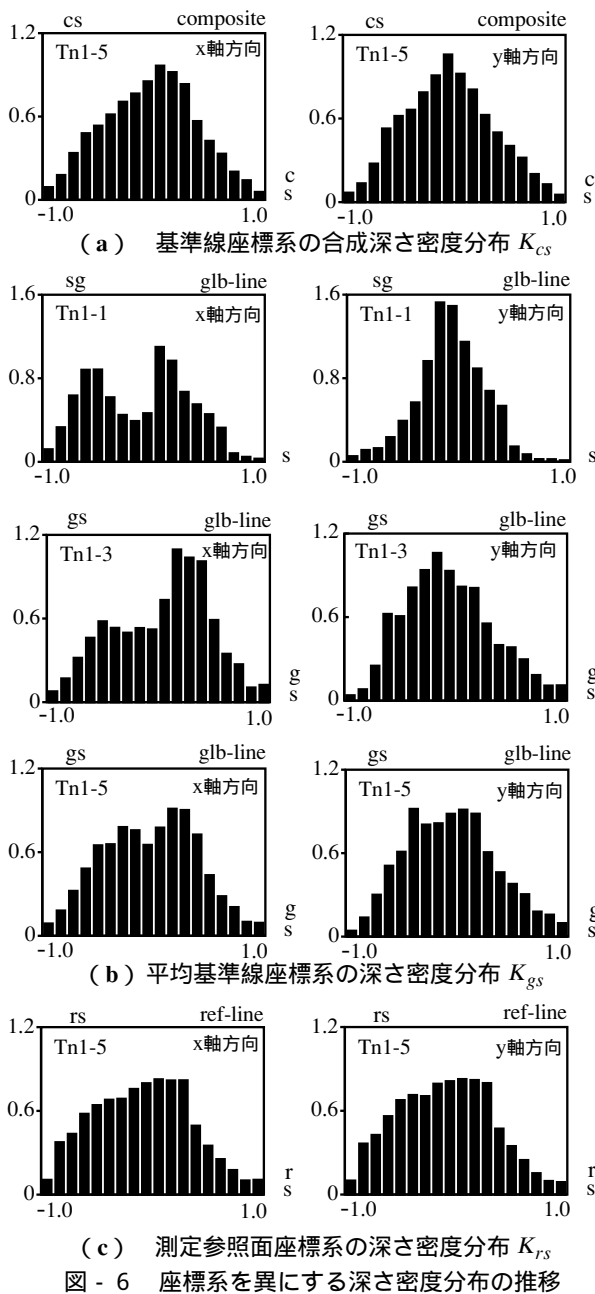 cs composite cs composite
1.2 Tn1-5 x軸方向 1.2 Tn1-5 y軸方向
0.6 0.6
0 c 0 c
-1.0 1.0 s -1.0 1.0 s
(a) 基準線座標系の合成深さ密度分布 Kcs
sg glb-line sg glb-line
1.6 Tn1-1 x軸方向 1.6 Tn1-1 y軸方向
0.8 0.8
0 0
-1.0 1.0 s -1.0 1.0 s
gs glb-line gs glb-line
1.2 Tn1-3 x軸方向 1.2 Tn1-3 y軸方向
0.6 0.6
0 g 0 g
-1.0 1.0 s -1.0 1.0 s
gs glb-line gs glb-line
1.2 Tn1-5 x軸方向 1.2 Tn1-5 y軸方向
0.6 0.6
0 g 0 g
-1.0 1.0 s -1.0 1.0 s
(b)平均基準線座標系の深さ密度分布 Kgs
rs ref-line rs ref-line
1.2 Tn1-5 x軸方向 1.2 Tn1-5 y軸方向
0.6 0.6
0 r 0 r
-1.0 1.0 s -1.0 1.0 s
(c) 測定参照面座標系の深さ密度分布 Krs
図 - 6 座標系を異にする深さ密度分布の推移